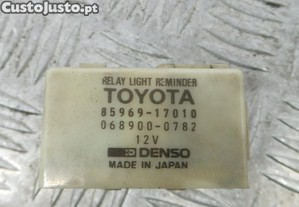 CustoJusto.pt
RELAY LIGHT REMINDER
TOYOTA
85969-17010
068900-0782
12V
DENSO
MADE IN JAPAN